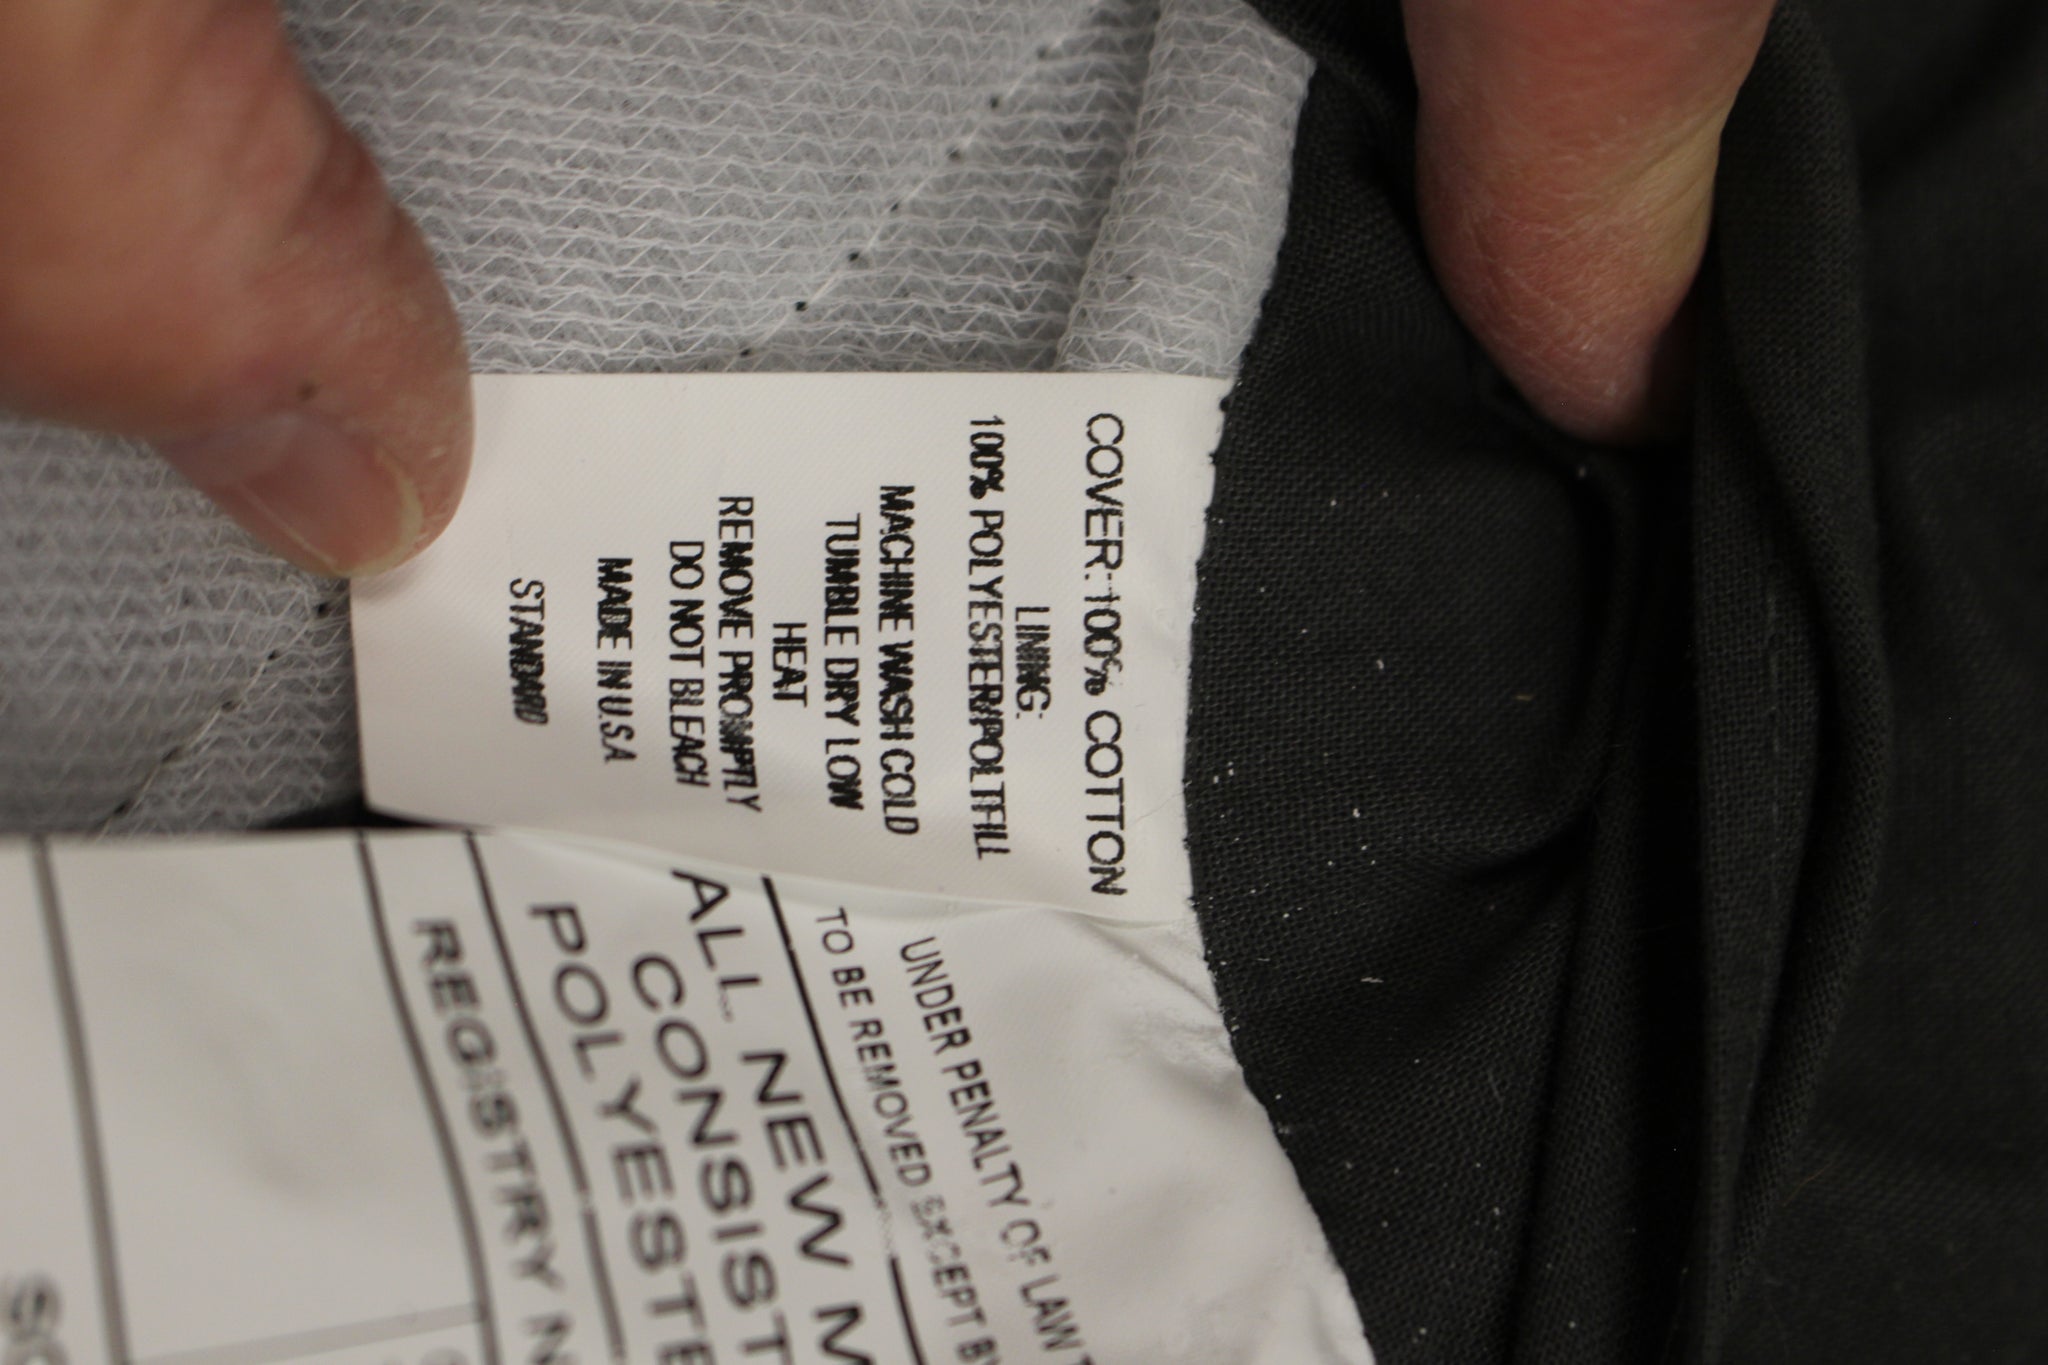 COVER:100% COTTON
LINING:
100% POLYESTER/POLTFILL
MACHINE WASH COLD
TUMBLE DRY LOW
HEAT
REMOVE PROMPTLY
DO NOT BLEACH
MADE IN U.S.A
STANDARD
UNDER PENALTY OF LAW
TO BE REMOVED EXCEPT BY
ALL NEW M
CONSIST
POLYESTE
REGISTRY N